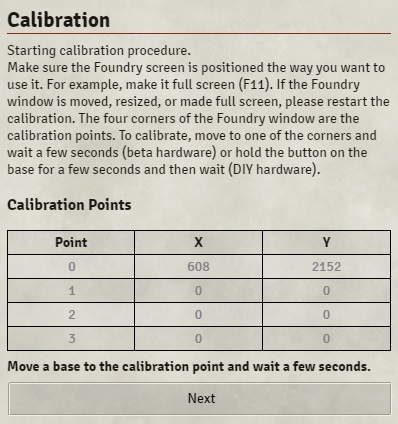 Calibration
Starting calibration procedure.
Make sure the Foundry screen is positioned the way you want to
use it. For example, make it full screen (F11). If the Foundry
window is moved, resized, or made full screen, please restart the
calibration. The four corners of the Foundry window are the
calibration points. To calibrate, move to one of the corners and
wait a few seconds (beta hardware) or hold the button on the
base for a few seconds and then wait (DIY hardware).
Calibration Points
Point X Y
0 608 2152
1 0 0
2 0 0
3 0 0
Move a base to the calibration point and wait a few seconds.
Next